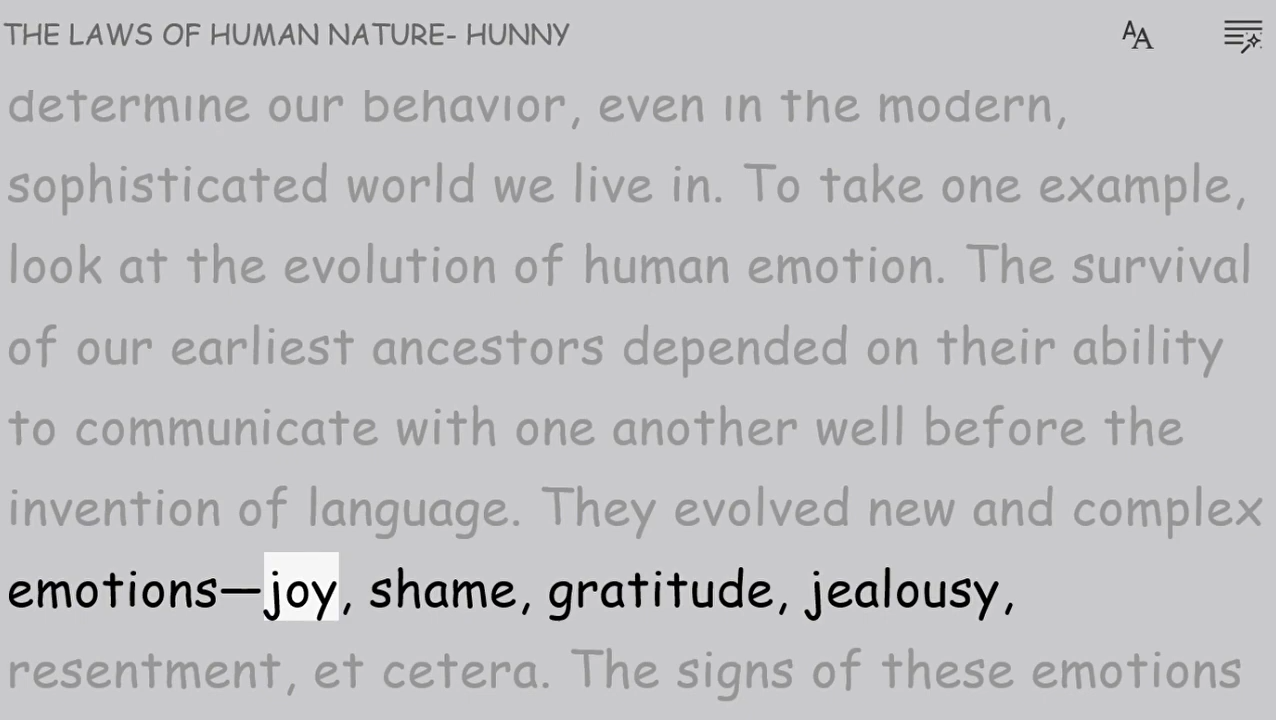 THE LAWS OF HUMAN NATURE- HUNNY
AA
determine our behavior, even in the modern,
sophisticated world we live in. To take one example,
look at the evolution of human emotion. The survival
of our earliest ancestors depended on their ability
to communicate with one another well before the
invention of language. They evolved new and complex
emotions—joy, shame, gratitude, jealousy,
resentment, et cetera. The signs of these emotions